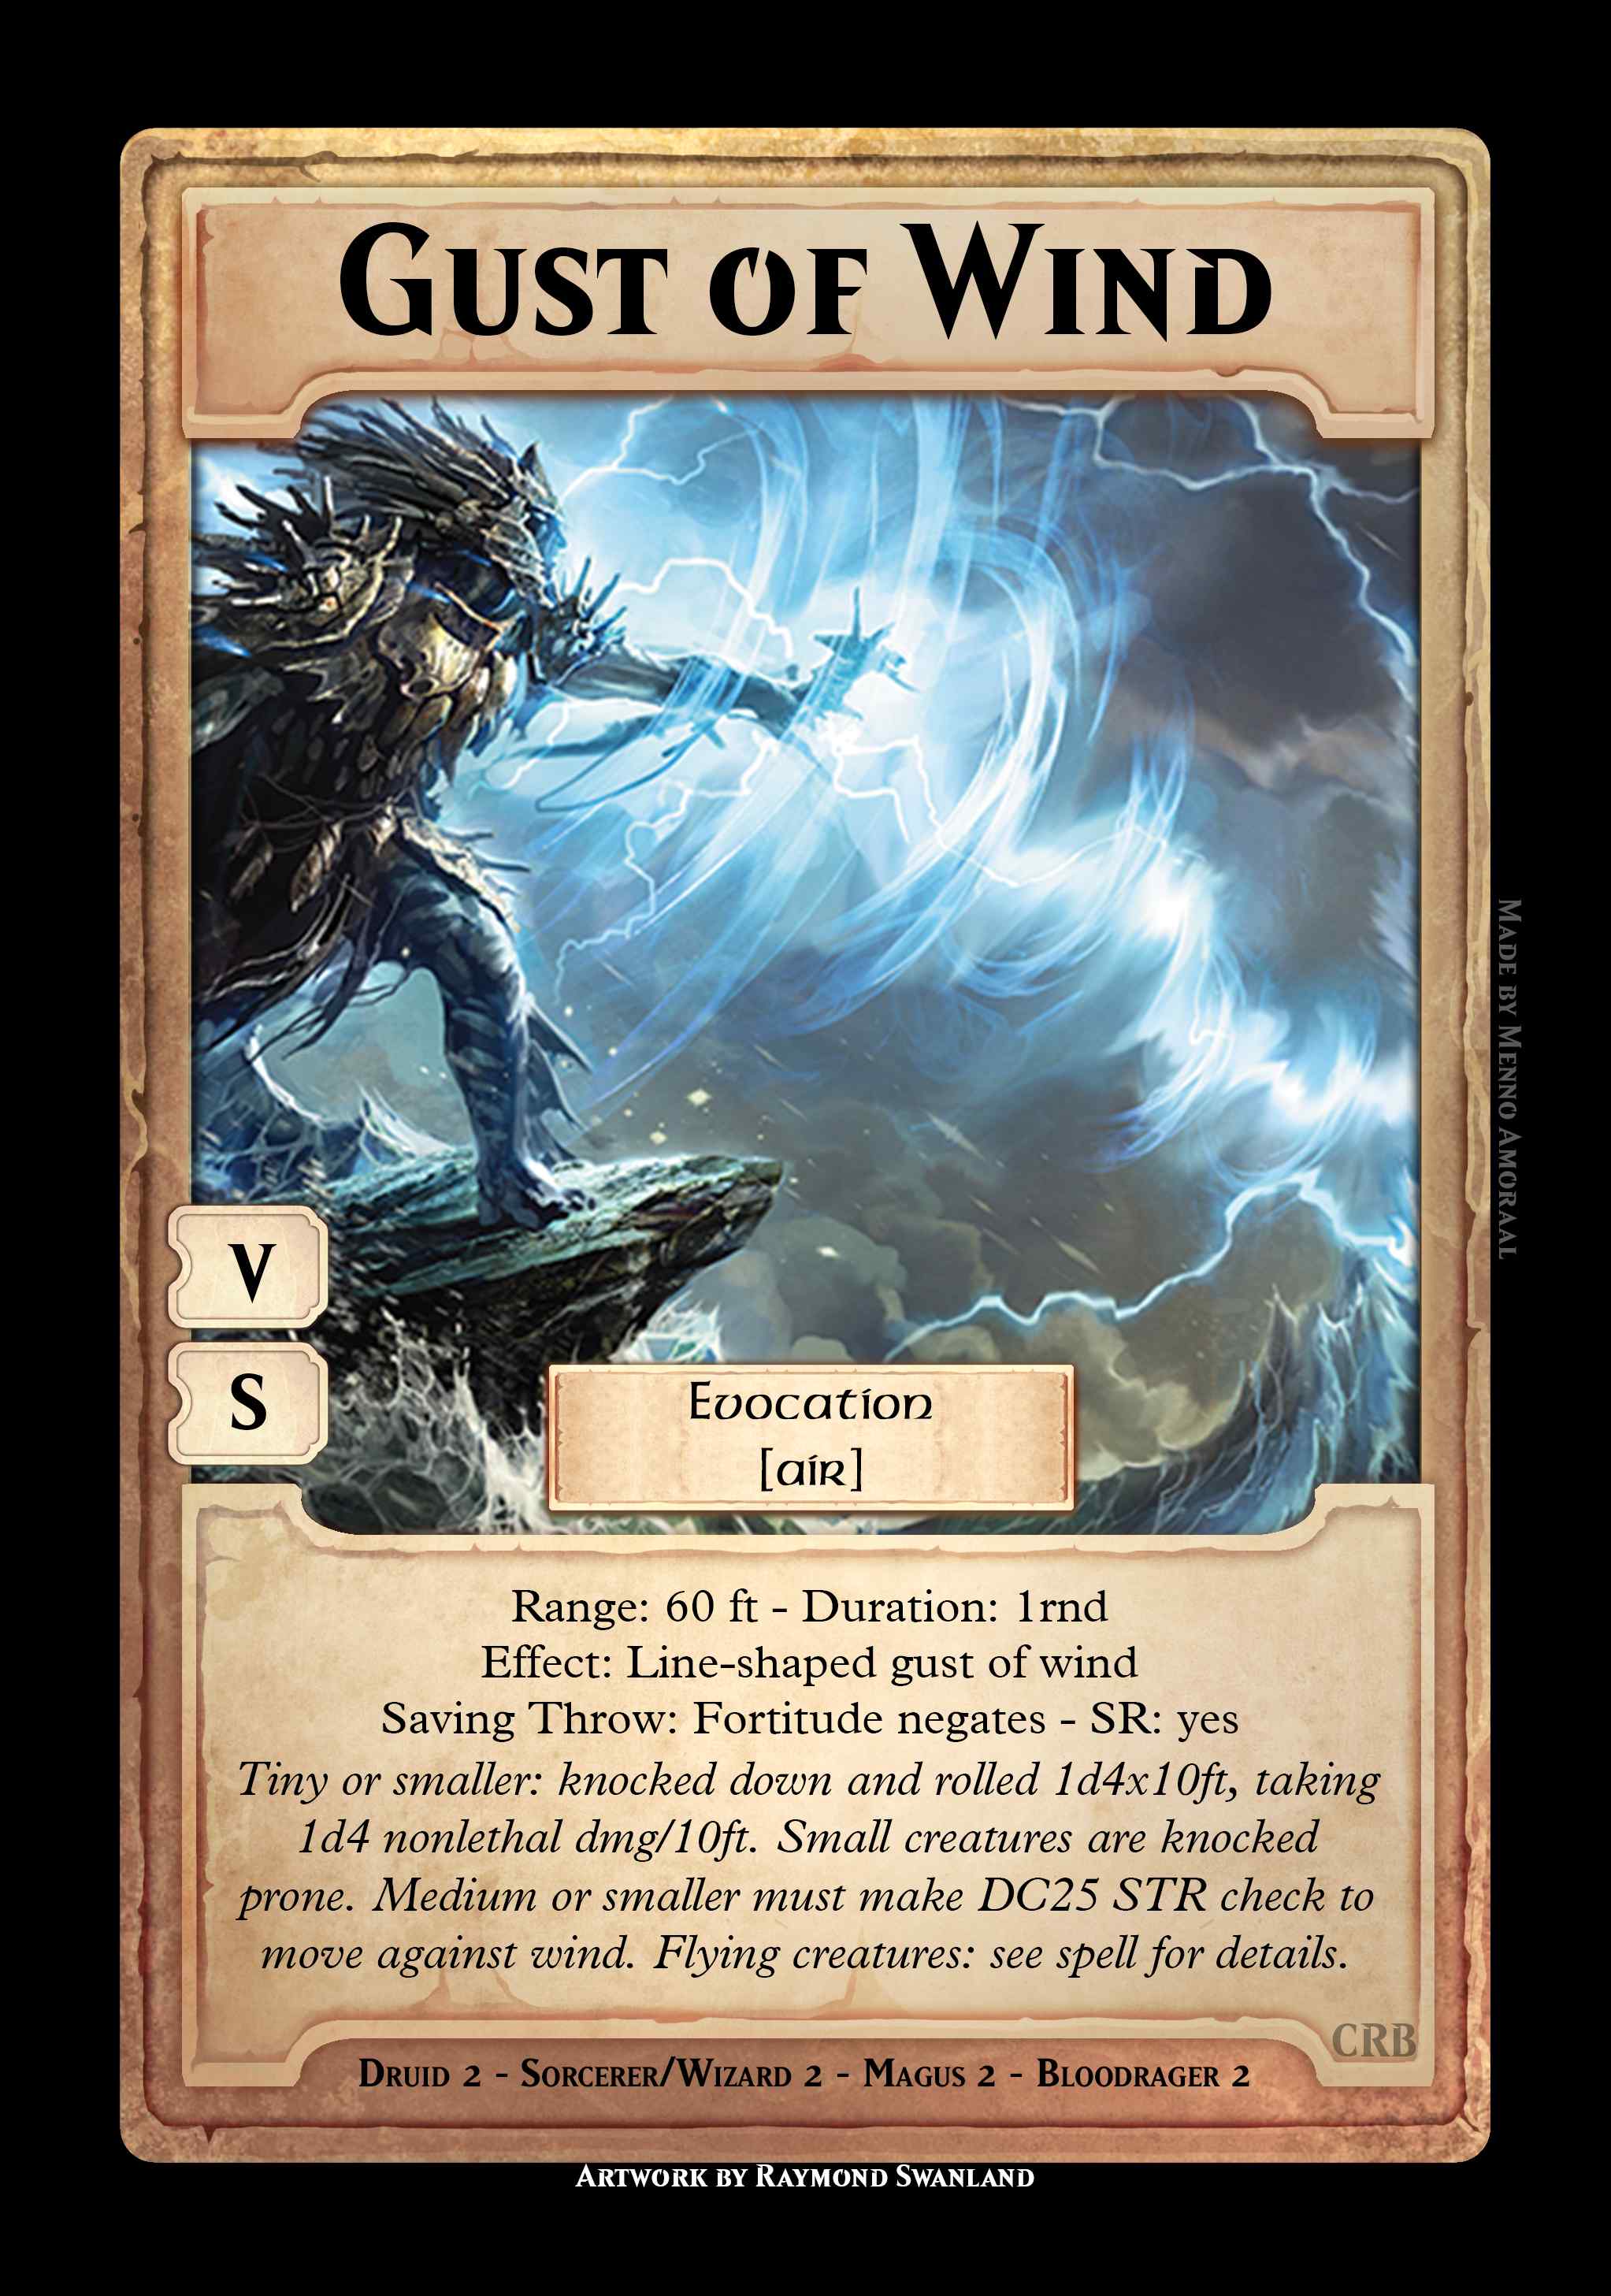 Gust of Wind
V
S
Evocation
[air]
Range: 60 ft - Duration: 1rnd
Effect: Line-shaped gust of wind
Saving Throw: Fortitude negates - SR: yes
Tiny or smaller: knocked down and rolled 1d4x10ft, taking
1d4 nonlethal dmg/10ft. Small creatures are knocked
prone. Medium or smaller must make DC25 STR check to
move against wind. Flying creatures: see spell for details.
CRB
Druid 2 - Sorcerer/Wizard 2 - Magus 2 - Bloodrager 2
Artwork by Raymond Swanland
Made by Menno Amoraal